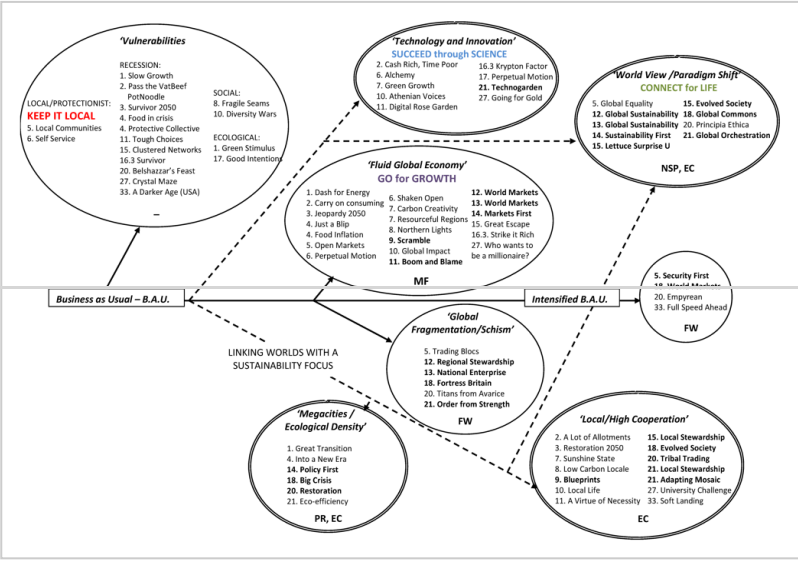 ‘Vulnerabilities
RECESSION:
1. Slow Growth
2. Pass the VatBeef
PotNoodle
3. Survivor 2050
4. Food in crisis
4. Protective Collective
11. Tough Choices
15. Clustered Networks
16.3 Survivor
20. Belshazzar’s Feast
27. Crystal Maze
33. A Darker Age (USA)
LOCAL/PROTECTIONIST:
KEEP IT LOCAL
5. Local Communities
6. Self Service
SOCIAL:
8. Fragile Seams
10. Diversity Wars
ECOLOGICAL:
1. Green Stimulus
17. Good Intentions
–
‘Technology and Innovation’
SUCCEED through SCIENCE
2. Cash Rich, Time Poor
6. Alchemy
7. Green Growth
10. Athenian Voices
11. Digital Rose Garden
16.3 Krypton Factor
17. Perpetual Motion
21. Technogarden
27. Going for Gold
‘World View /Paradigm Shift’
CONNECT for LIFE
5. Global Equality
12. Global Sustainability
13. Global Sustainability
14. Sustainability First
15. Lettuce Surprise U
15. Evolved Society
18. Global Commons
20. Principia Ethica
21. Global Orchestration
NSP, EC
‘Fluid Global Economy’
GO for GROWTH
1. Dash for Energy
2. Carry on consuming
3. Jeopardy 2050
4. Just a Blip
4. Food Inflation
5. Open Markets
6. Perpetual Motion
6. Shaken Open
7. Carbon Creativity
7. Resourceful Regions
8. Northern Lights
9. Scramble
10. Global Impact
11. Boom and Blame
12. World Markets
13. World Markets
14. Markets First
15. Great Escape
16.3. Strike it Rich
27. Who wants to
be a millionaire?
MF
5. Security First
18. World Markets
20. Empyrean
33. Full Speed Ahead
FW
Business as Usual – B.A.U.
Intensified B.A.U.
‘Global
Fragmentation/Schism’
5. Trading Blocs
12. Regional Stewardship
13. National Enterprise
18. Fortress Britain
20. Titans from Avarice
21. Order from Strength
FW
LINKING WORLDS WITH A
SUSTAINABILITY FOCUS
‘Megacities /
Ecological Density’
1. Great Transition
4. Into a New Era
14. Policy First
18. Big Crisis
20. Restoration
21. Eco-efficiency
PR, EC
‘Local/High Cooperation’
2. A Lot of Allotments
3. Restoration 2050
7. Sunshine State
8. Low Carbon Locale
9. Blueprints
10. Local Life
11. A Virtue of Necessity
15. Local Stewardship
18. Evolved Society
20. Tribal Trading
21. Local Stewardship
21. Adapting Mosaic
27. University Challenge
33. Soft Landing
EC